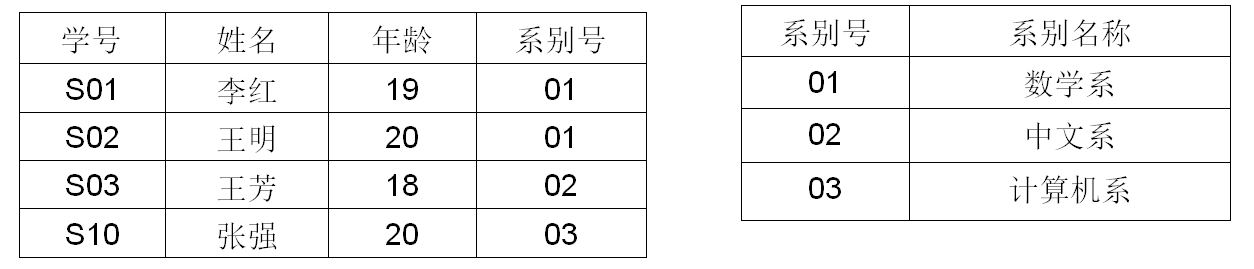 学号 姓名 年龄 系别号
S01 李红 19 01
S02 王明 20 01
S03 王芳 18 02
S10 张强 20 03
系别号 系别名称
01 数学系
02 中文系
03 计算机系